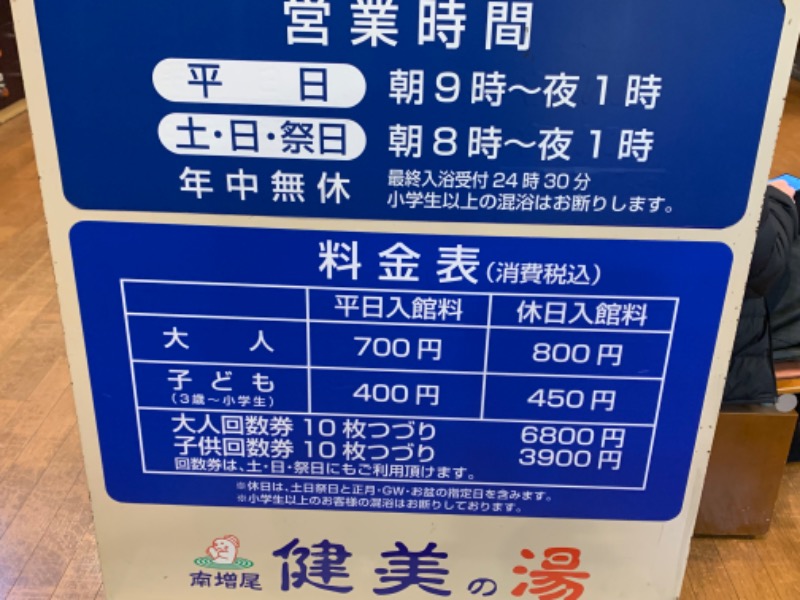 営業時間
平日 朝9時～夜1時
土・日・祭日 朝8時～夜1時
年中無休 最終入浴受付24時30分
小学生以上の混浴はお断りします。
料金表(消費税込)
平日入館料 休日入館料
大人 700円 800円
子ども 400円 450円
(3歳～小学生)
大人回数券 10枚つづり 6800円
子供回数券 10枚つづり 3900円
回数券は、土・日・祭日にもご利用頂けます。
※休日は、土日祭日と正月・GW・お盆の指定日を含みます。
※小学生以上のお客様の混浴はお断りしております。
南増尾 健美の湯